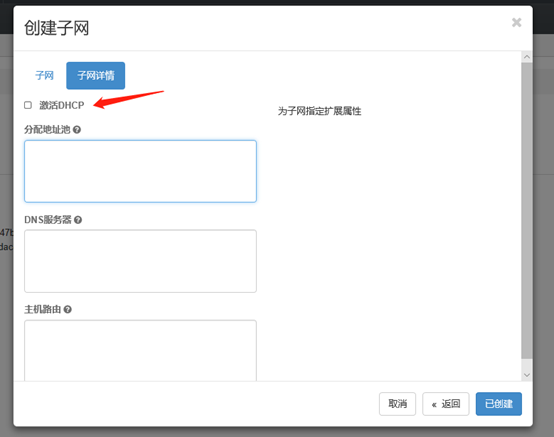 创建子网
×
子网 子网详情
激活DHCP
为子网指定扩展属性
分配地址池
47b
DNS服务器
dac
主机路由
取消 « 返回 已创建